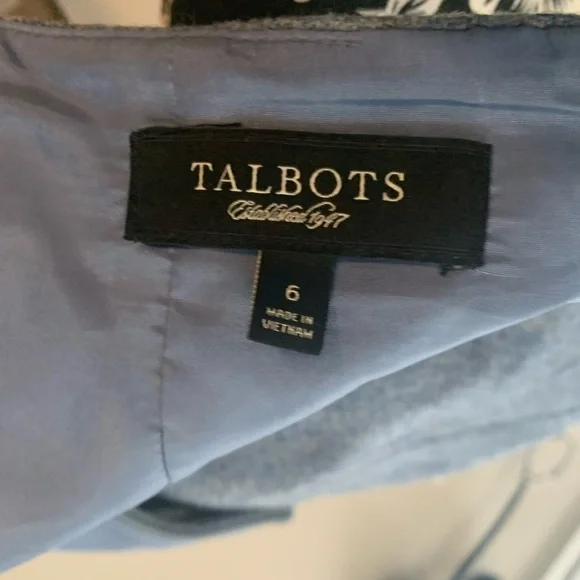 TALBOTS
Established 1947
6
MADE IN
VIETNAM